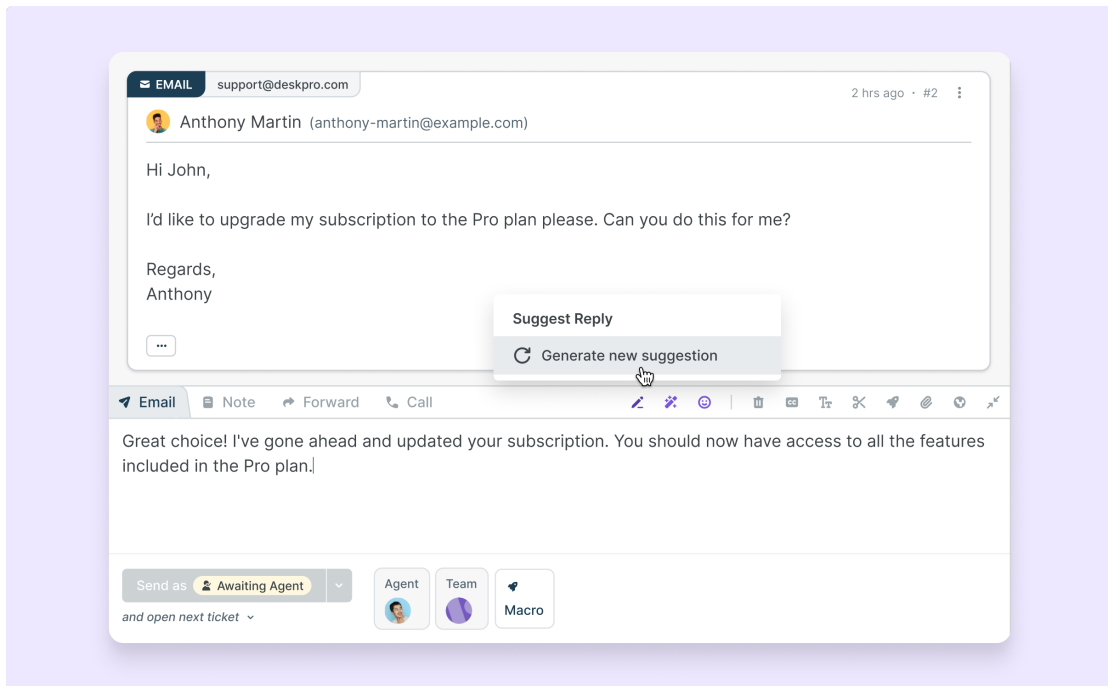 EMAIL support@deskpro.com
2 hrs ago · #2
Anthony Martin (anthony-martin@example.com)
Hi John,
I'd like to upgrade my subscription to the Pro plan please. Can you do this for me?
Regards,
Anthony
Suggest Reply
Generate new suggestion
Email Note Forward Call
CC Tт
Great choice! I've gone ahead and updated your subscription. You should now have access to all the features
included in the Pro plan.
Send as Awaiting Agent
and open next ticket
Agent Team
Macro